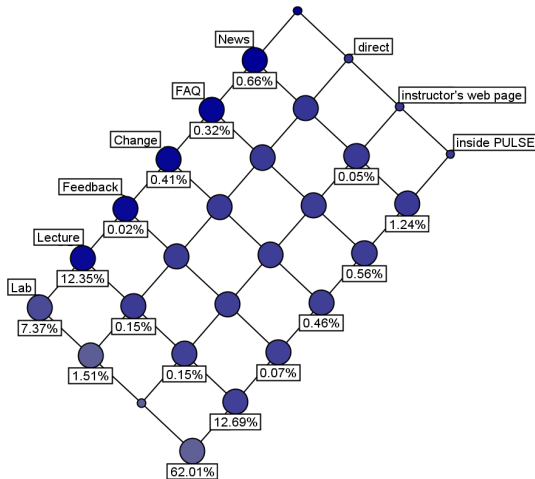 News
direct
0.66%
FAQ
instructor's web page
0.32%
Change
inside PULSE
0.41%
0.05%
Feedback
0.02%
1.24%
Lecture
12.35%
0.56%
Lab
7.37%
0.15%
0.46%
1.51%
0.15%
0.07%
12.69%
62.01%